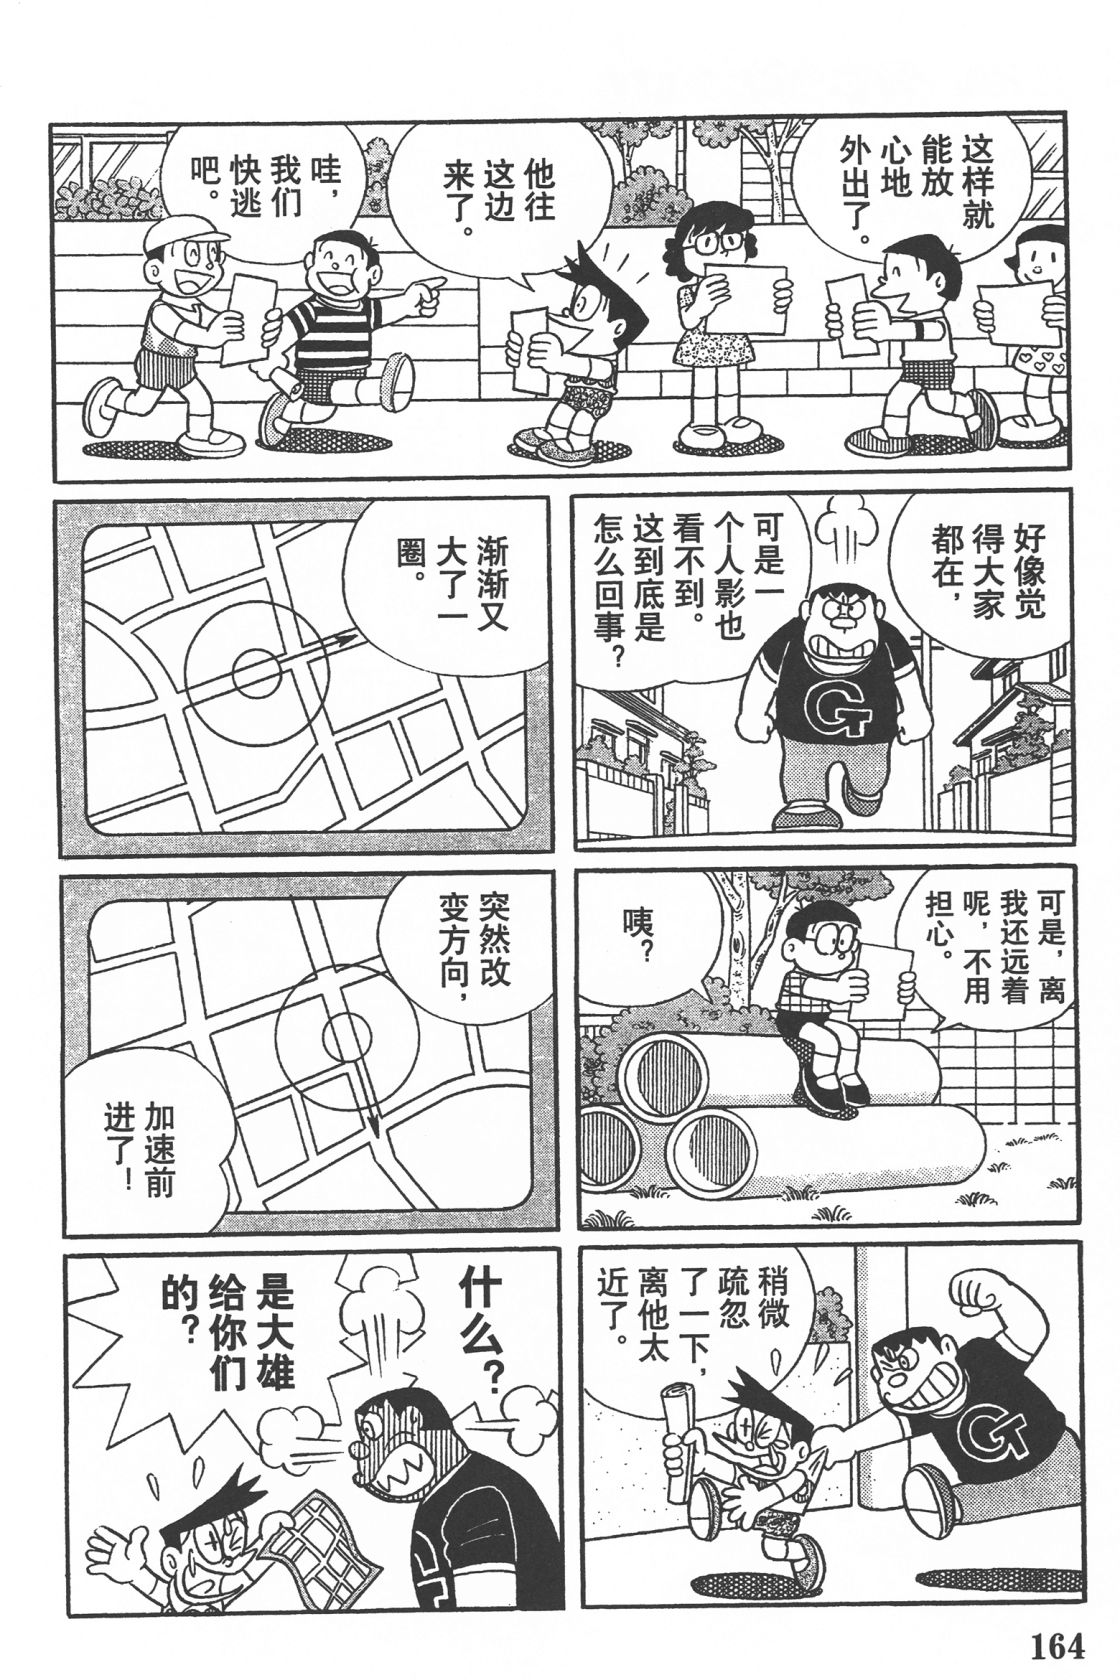 这样就
能放
心地
外出了。
他往
这边
来了。
哇，
我们
快逃
吧。
好像觉
得大家
都在，
可是一
个人影也
看不到。
这到底是
怎么回事？
G
渐渐又
大了一
圈。
可是，离
我还远着
呢，不用
担心。
咦？
突然改
变方向，
加速前
进了！
稍微
疏忽
了一下，
离他太
近了。
G
什么？
是大雄
给你们
的？
164